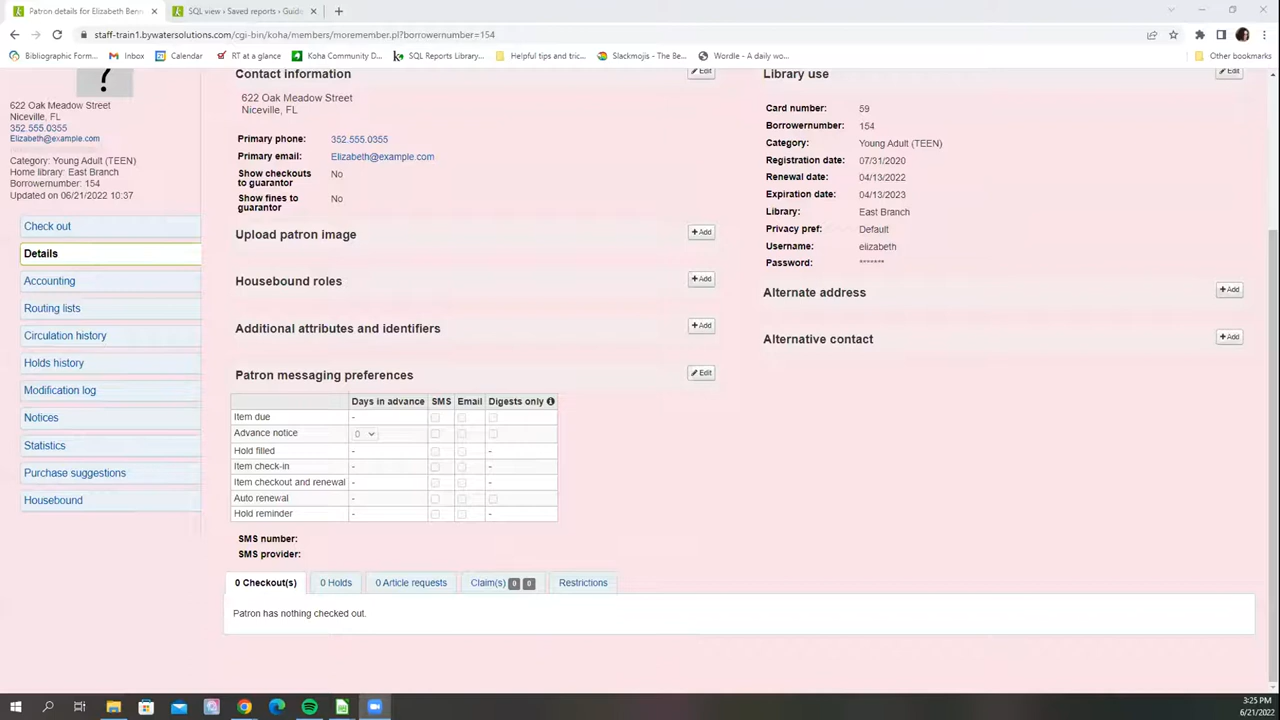 Patron details for Elizabeth Benn
SQL view › Saved reports › Guide
staff-train1.bywatersolutions.com/cgi-bin/koha/members/moremember.pl?borrowernumber=154
Bibliographic Form...
Inbox
Calendar
RT at a glance
Koha Community D...
SQL Reports Library...
Helpful tips and tric...
Slackmojis – The Be...
Wordle - A daily wo...
Other bookmarks
?
622 Oak Meadow Street
Niceville, FL
352.555.0355
Elizabeth@example.com
Category: Young Adult (TEEN)
Home library: East Branch
Borrowernumber: 154
Updated on 06/21/2022 10:37
Check out
Details
Accounting
Routing lists
Circulation history
Holds history
Modification log
Notices
Statistics
Purchase suggestions
Housebound
Contact information
Edit
622 Oak Meadow Street
Niceville, FL
Primary phone: 352.555.0355
Primary email: Elizabeth@example.com
Show checkouts to guarantor No
Show fines to guarantor No
Upload patron image
+ Add
Housebound roles
+ Add
Additional attributes and identifiers
+ Add
Patron messaging preferences
Edit
Days in advance SMS Email Digests only
Item due -
Advance notice 0
Hold filled - -
Item check-in - -
Item checkout and renewal - -
Auto renewal -
Hold reminder - -
SMS number:
SMS provider:
Library use
Edit
Card number: 59
Borrowernumber: 154
Category: Young Adult (TEEN)
Registration date: 07/31/2020
Renewal date: 04/13/2022
Expiration date: 04/13/2023
Library: East Branch
Privacy pref: Default
Username: elizabeth
Password: *******
Alternate address
+ Add
Alternative contact
+ Add
0 Checkout(s)
0 Holds
0 Article requests
Claim(s) 0 0
Restrictions
Patron has nothing checked out.
3:25 PM
6/21/2022